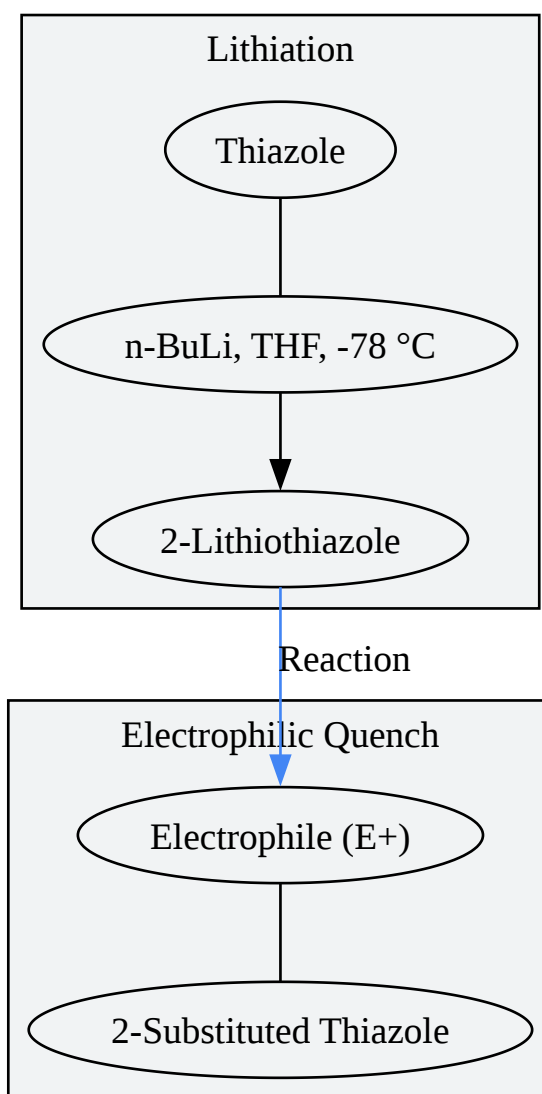 Lithiation
Thiazole
n-BuLi, THF, -78 °C
2-Lithiothiazole
Reaction
Electrophilic Quench
Electrophile (E+)
2-Substituted Thiazole